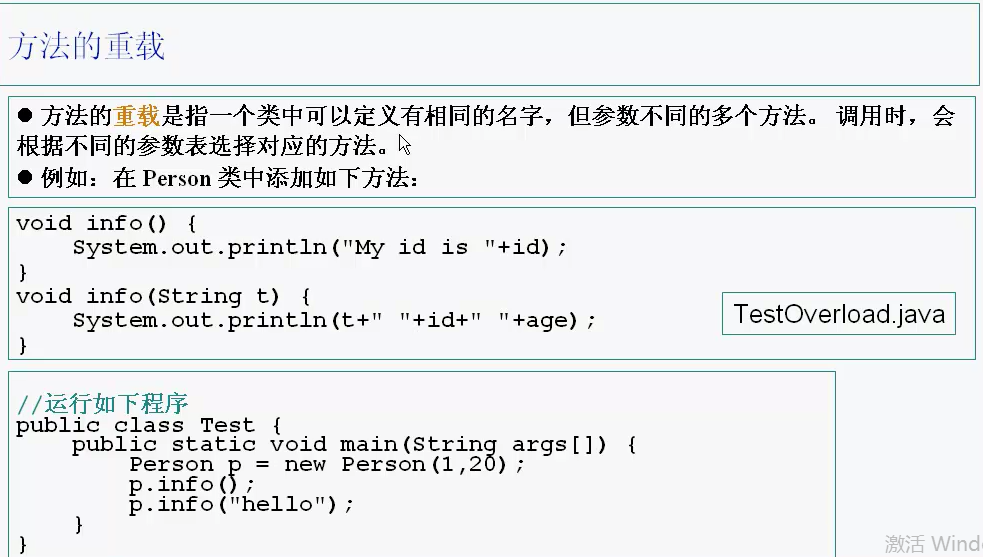 方法的重载
● 方法的重载是指一个类中可以定义有相同的名字，但参数不同的多个方法。 调用时，会
根据不同的参数表选择对应的方法。
● 例如：在 Person 类中添加如下方法：
void info() {
    System.out.println("My id is "+id);
}
void info(String t) {
    System.out.println(t+" "+id+" "+age);
}
TestOverload.java
//运行如下程序
public class Test {
    public static void main(String args[]) {
        Person p = new Person(1,20);
        p.info();
        p.info("hello");
    }
}
激活 Wind